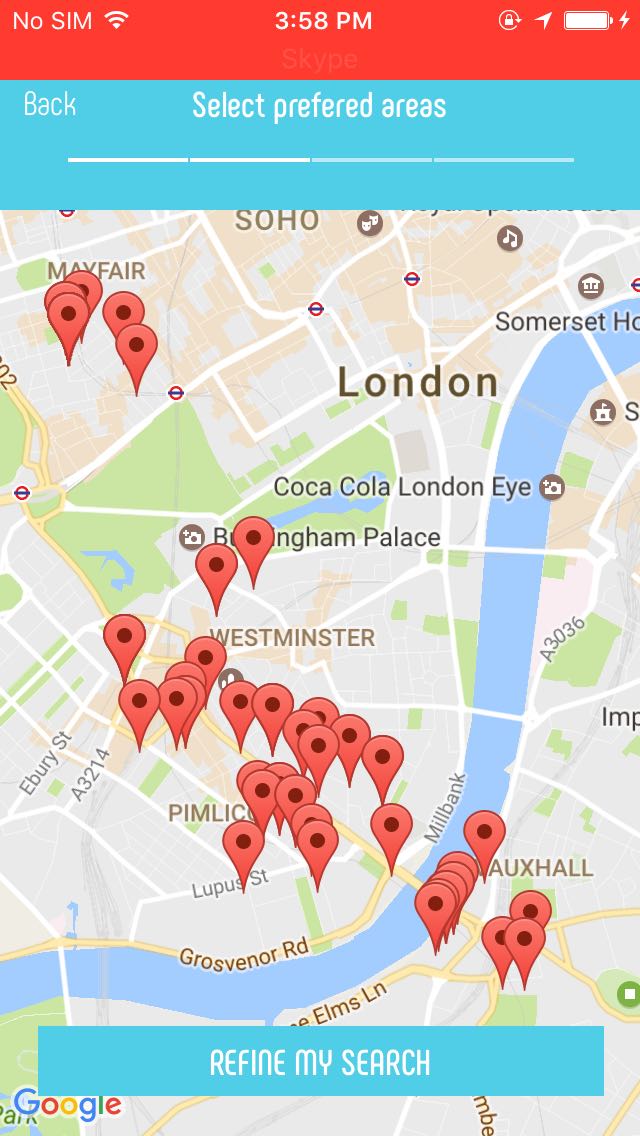 No SIM
3:58 PM
Skype
Back
Select prefered areas
SOHO
MAYFAIR
Somerset Ho
London
Coca Cola London Eye
Buckingham Palace
WESTMINSTER
A3036
Imp
Ebury St
A3214
Millbank
PIMLICO
Lupus St
AUXHALL
Grosvenor Rd
ne Elms Ln
REFINE MY SEARCH
Google
Park